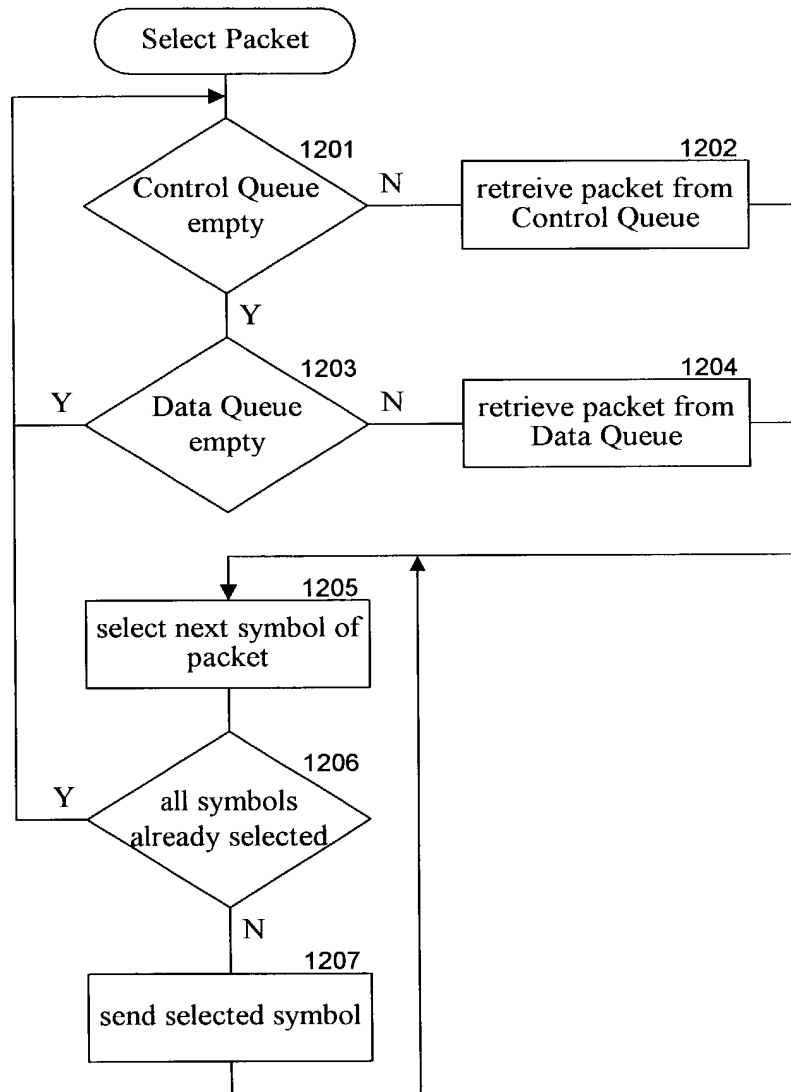 Select Packet
1201
Control Queue
empty
N
1202
retreive packet from
Control Queue
Y
1203
Data Queue
empty
Y
N
1204
retrieve packet from
Data Queue
1205
select next symbol of
packet
1206
all symbols
already selected
Y
N
1207
send selected symbol